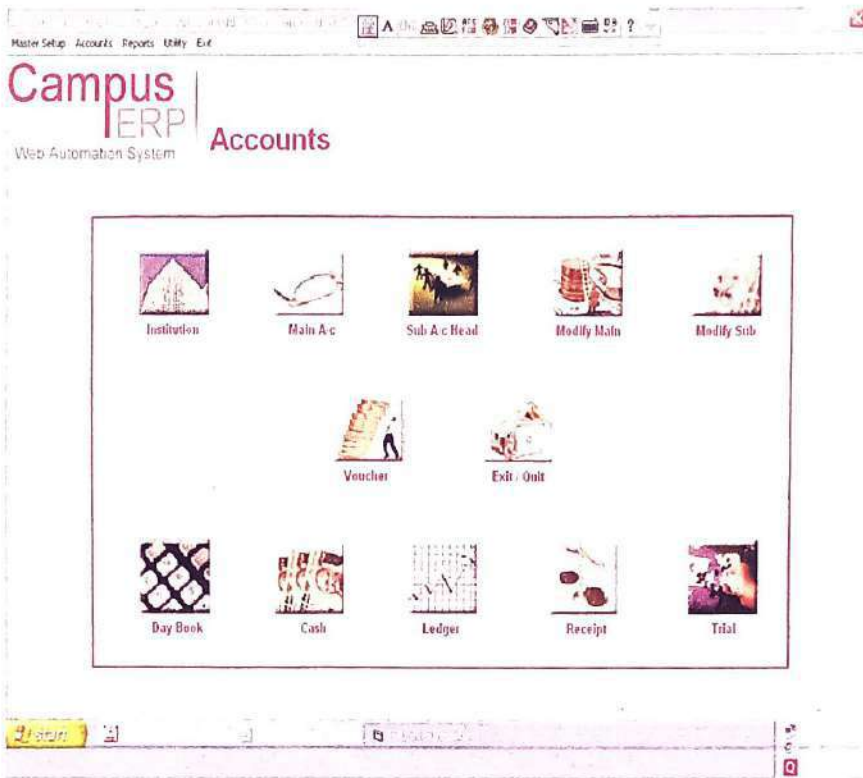 Master Setup Accounts Reports Utility Exit
Campus
ERP
Web Automation System
Accounts
Institution Main A-c Sub A-c Head Modify Main Modify Sub
Voucher Exit / Quit
Day Book Cash Ledger Receipt Trial
start